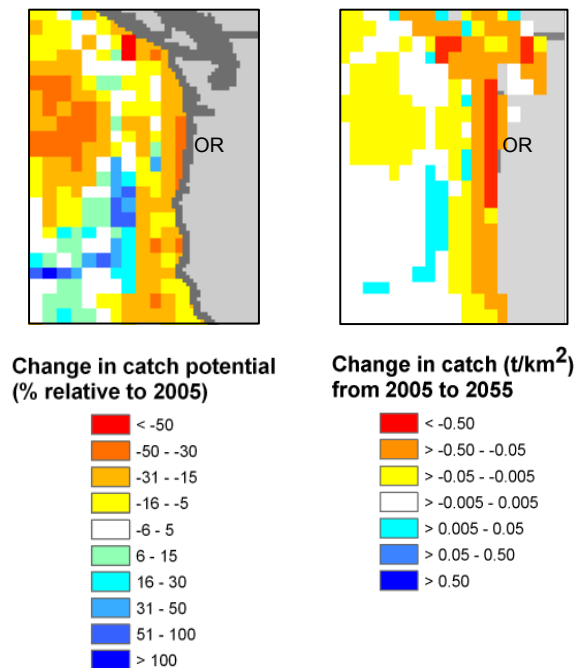 OR
OR
Change in catch potential
(% relative to 2005)
< -50
-50 - -30
-31 - -15
-16 - -5
-6 - 5
6 - 15
16 - 30
31 - 50
51 - 100
> 100
Change in catch (t/km²)
from 2005 to 2055
< -0.50
> -0.50 - -0.05
> -0.05 - -0.005
> -0.005 - 0.005
> 0.005 - 0.05
> 0.05 - 0.50
> 0.50